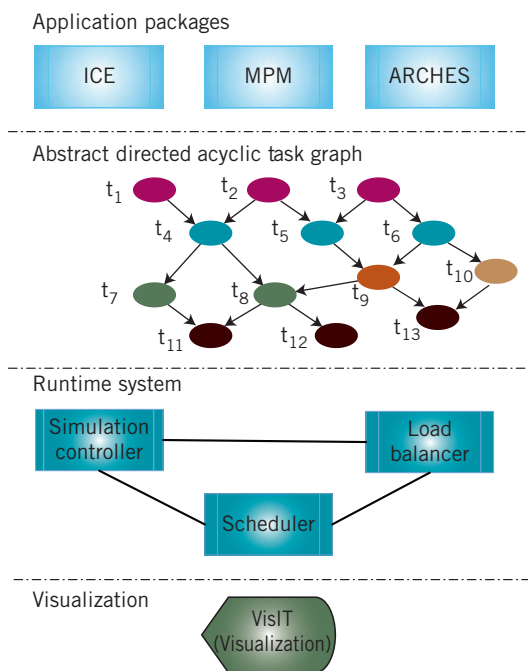 Application packages
ICE
MPM
ARCHES
Abstract directed acyclic task graph
t1
t2
t3
t4
t5
t6
t7
t8
t9
t10
t11
t12
t13
Runtime system
Simulation
controller
Load
balancer
Scheduler
Visualization
VisIT
(Visualization)